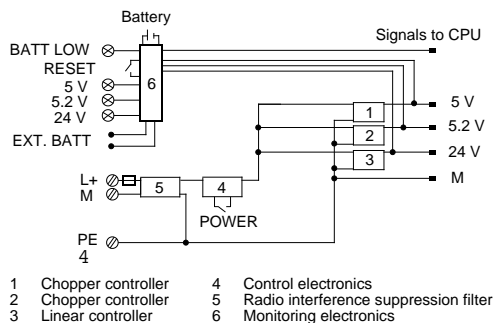 Battery
Signals to CPU
BATT LOW
RESET
5 V
5.2 V
24 V
6
EXT. BATT
1
5 V
2
5.2 V
3
24 V
M
L+
M
5
4
POWER
PE
4
1 Chopper controller 4 Control electronics
2 Chopper controller 5 Radio interference suppression filter
3 Linear controller 6 Monitoring electronics